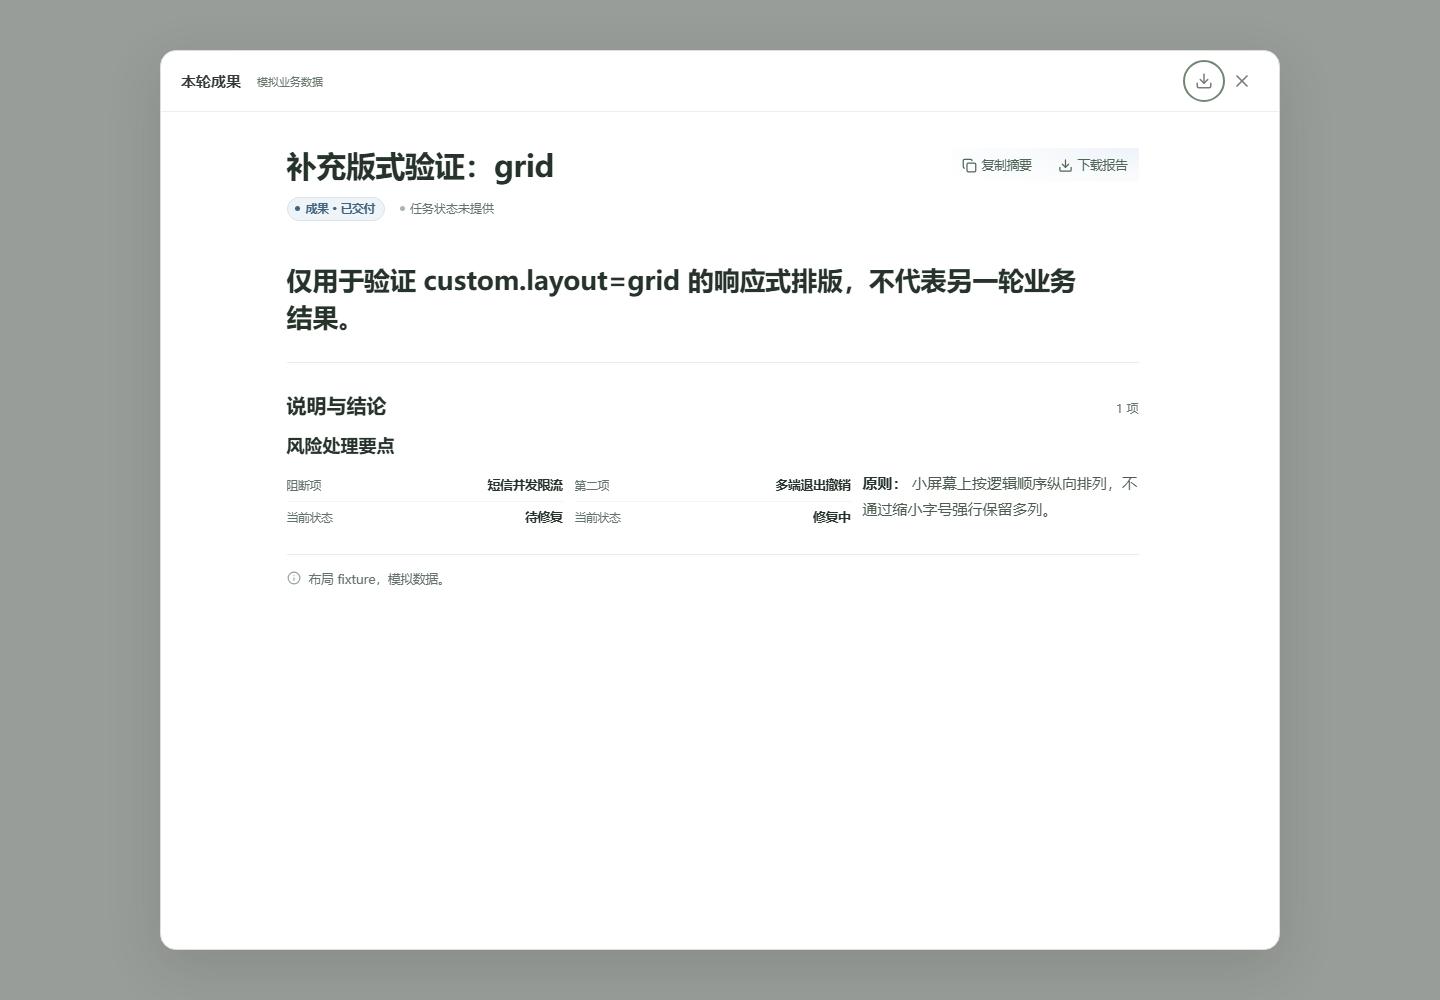 本轮成果 模拟业务数据
补充版式验证：grid
复制摘要 下载报告
成果・已交付 任务状态未提供
仅用于验证 custom.layout=grid 的响应式排版，不代表另一轮业务
结果。
说明与结论 1 项
风险处理要点
阻断项 短信并发限流
当前状态 待修复
第二项 多端退出撤销
当前状态 修复中
原则： 小屏幕上按逻辑顺序纵向排列，不
通过缩小字号强行保留多列。
布局 fixture，模拟数据。